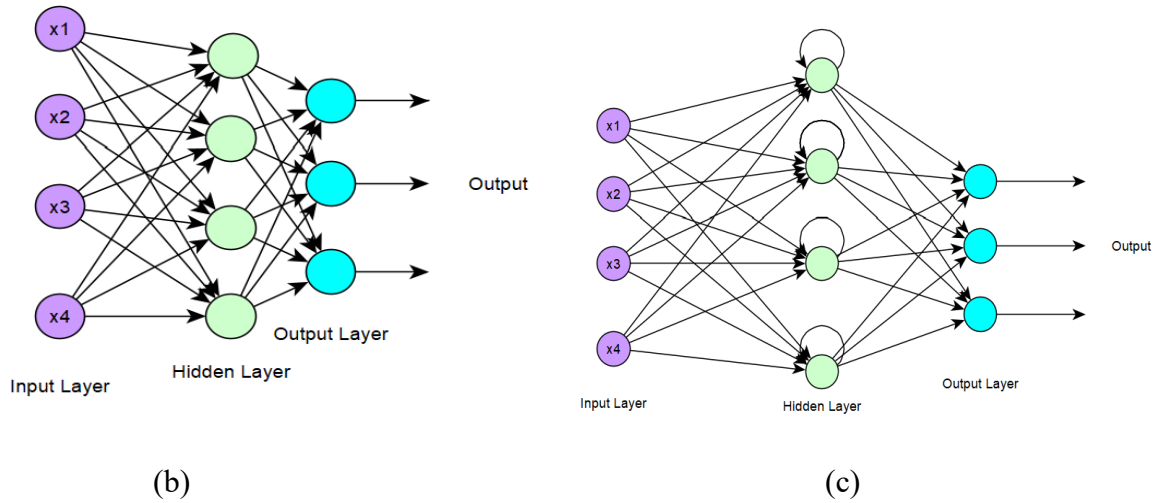 x1
x2
x3
x4
Input Layer
Hidden Layer
Output Layer
Output
(b)
x1
x2
x3
x4
Input Layer
Hidden Layer
Output Layer
Output
(c)